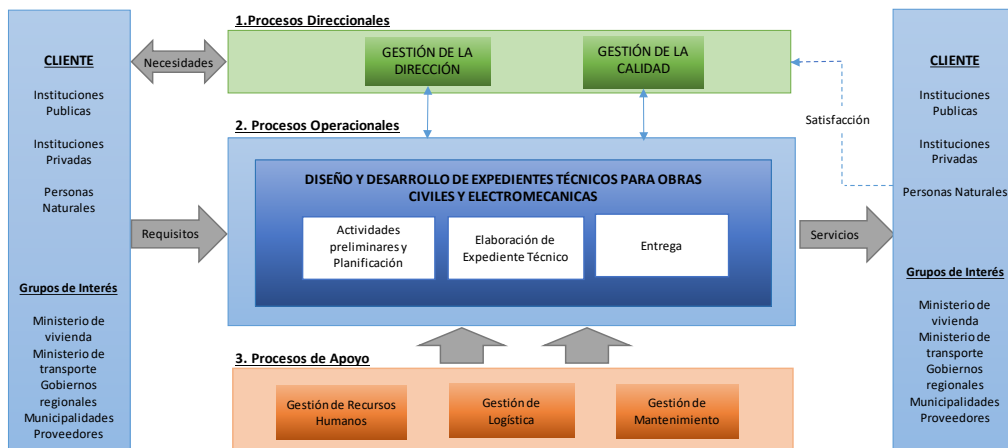 CLIENTE
Instituciones
Publicas
Instituciones
Privadas
Personas
Naturales
Grupos de Interés
Ministerio de
vivienda
Ministerio de
transporte
Gobiernos
regionales
Municipalidades
Proveedores
Necesidades
Requisitos
1.Procesos Direccionales
GESTIÓN DE LA
DIRECCIÓN
GESTIÓN DE LA
CALIDAD
2. Procesos Operacionales
DISEÑO Y DESARROLLO DE EXPEDIENTES TÉCNICOS PARA OBRAS
CIVILES Y ELECTROMECANICAS
Actividades
preliminares y
Planificación
Elaboración de
Expediente Técnico
Entrega
3. Procesos de Apoyo
Gestión de Recursos
Humanos
Gestión de
Logística
Gestión de
Mantenimiento
Satisfacción
Servicios
CLIENTE
Instituciones
Publicas
Instituciones
Privadas
Personas Naturales
Grupos de Interés
Ministerio de
vivienda
Ministerio de
transporte
Gobiernos
regionales
Municipalidades
Proveedores